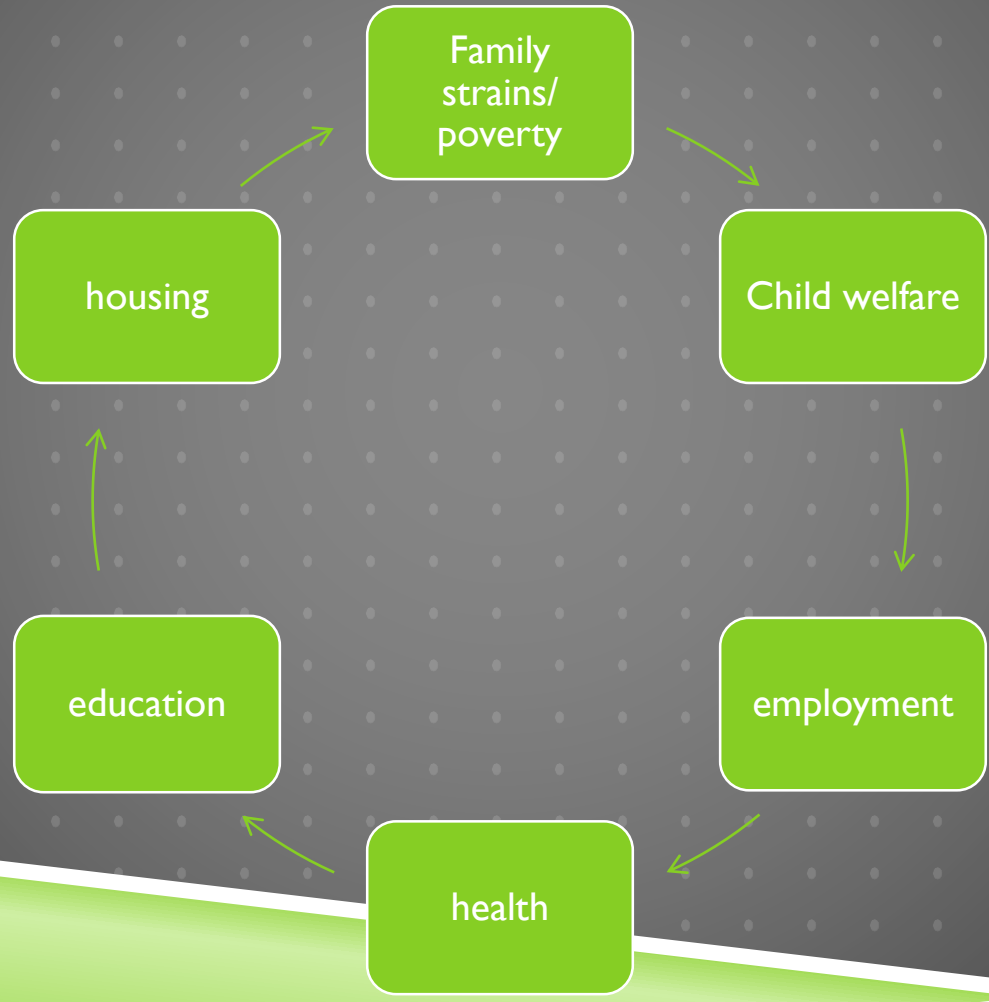 Family
strains/
poverty
Child welfare
employment
health
education
housing